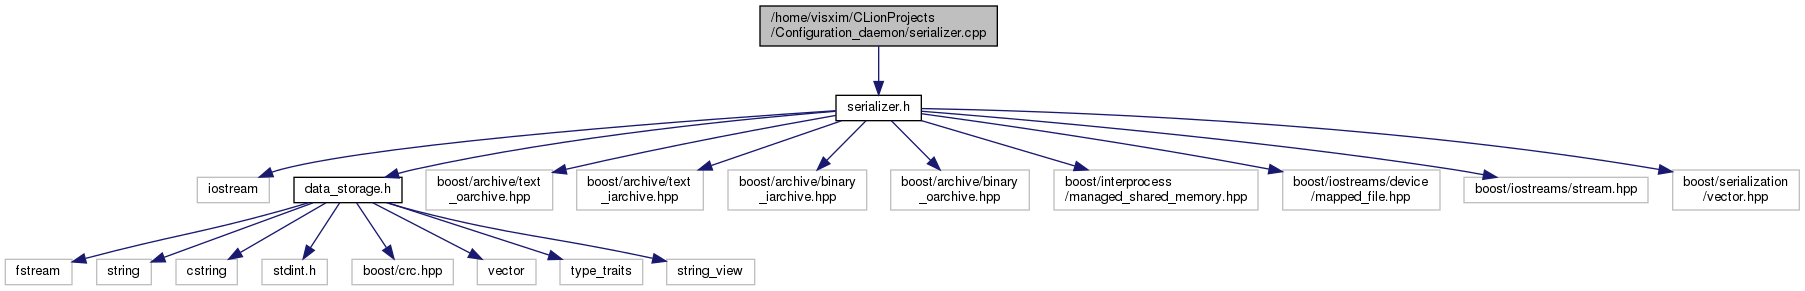 /home/visxim/CLionProjects
/Configuration_daemon/serializer.cpp
serializer.h
iostream
data_storage.h
boost/archive/text
_oarchive.hpp
boost/archive/text
_iarchive.hpp
boost/archive/binary
_iarchive.hpp
boost/archive/binary
_oarchive.hpp
boost/interprocess
/managed_shared_memory.hpp
boost/iostreams/device
/mapped_file.hpp
boost/iostreams/stream.hpp
boost/serialization
/vector.hpp
fstream
string
cstring
stdint.h
boost/crc.hpp
vector
type_traits
string_view